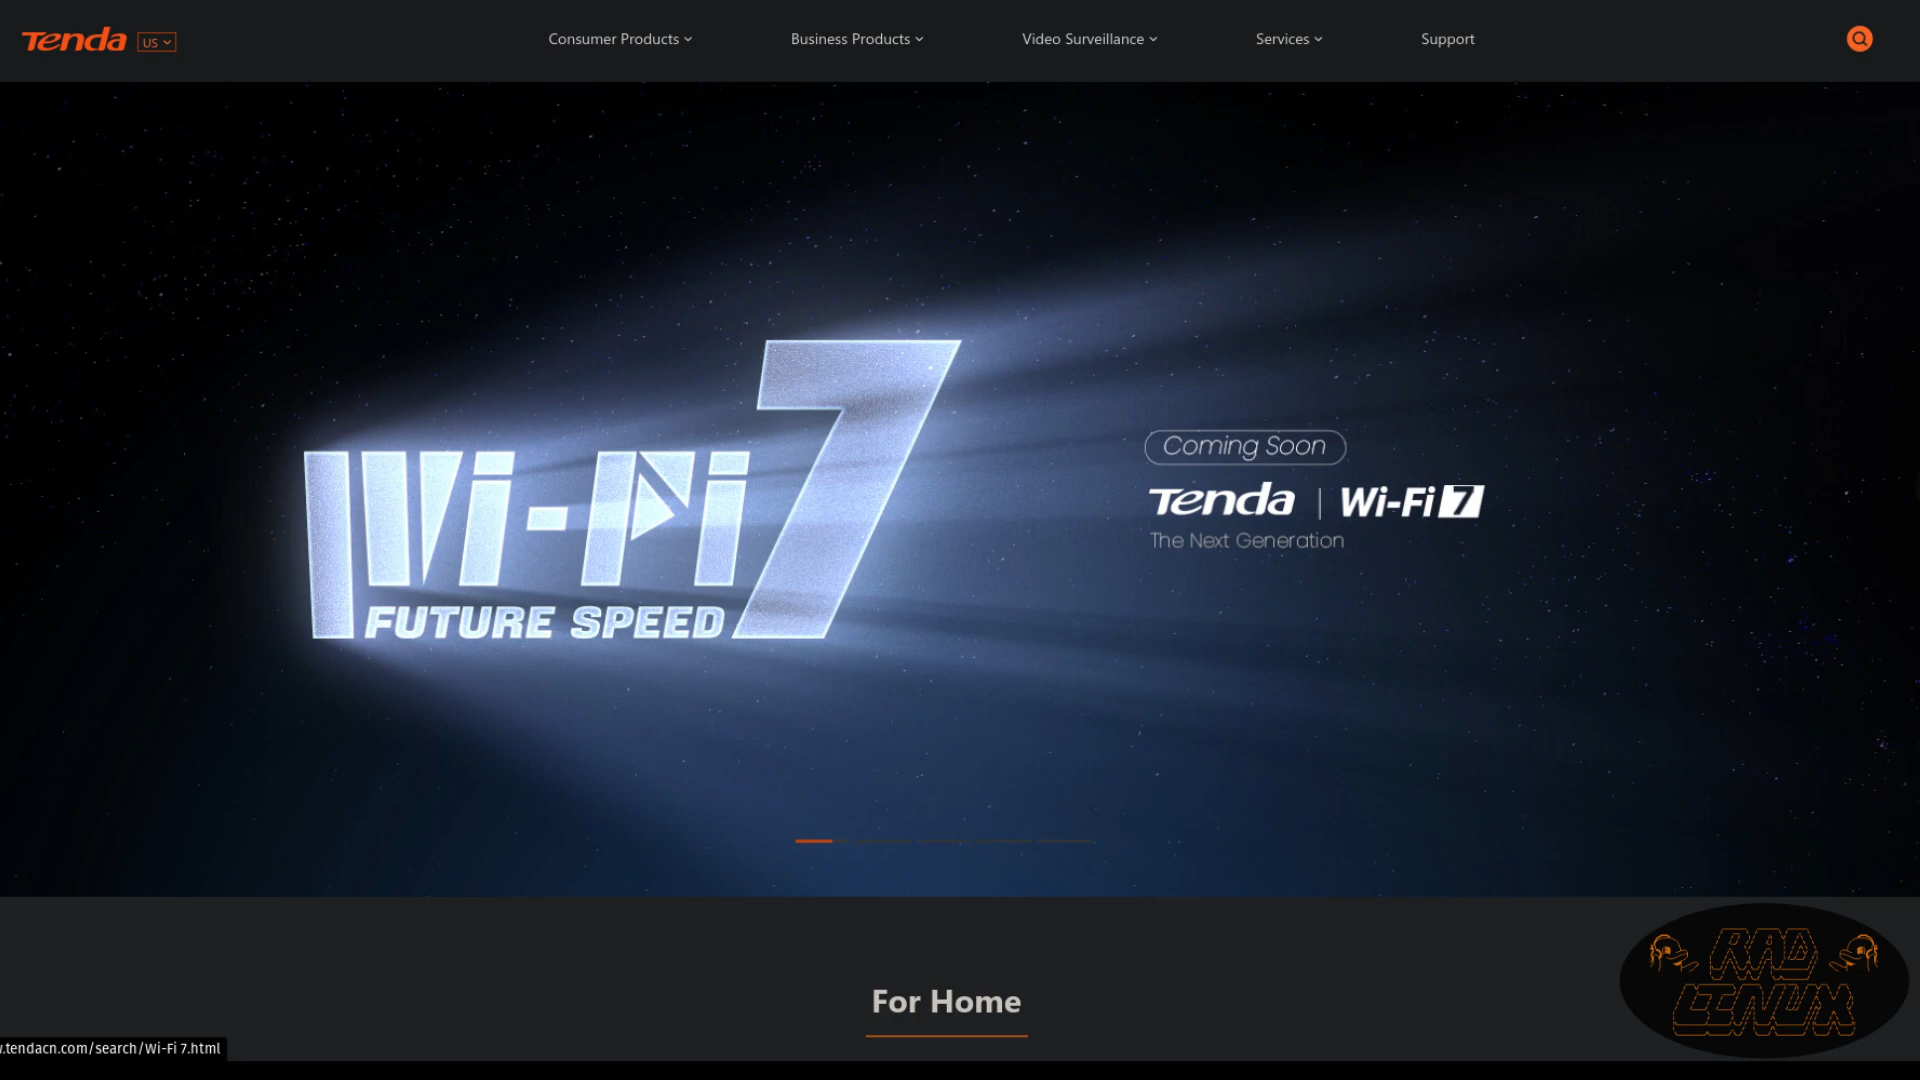 Tenda
US
Consumer Products
Business Products
Video Surveillance
Services
Support
Wi-Fi 7
FUTURE SPEED
Coming Soon
Tenda | Wi-Fi 7
The Next Generation
For Home
RAD
LINUX
.tendacn.com/search/Wi-Fi 7.html